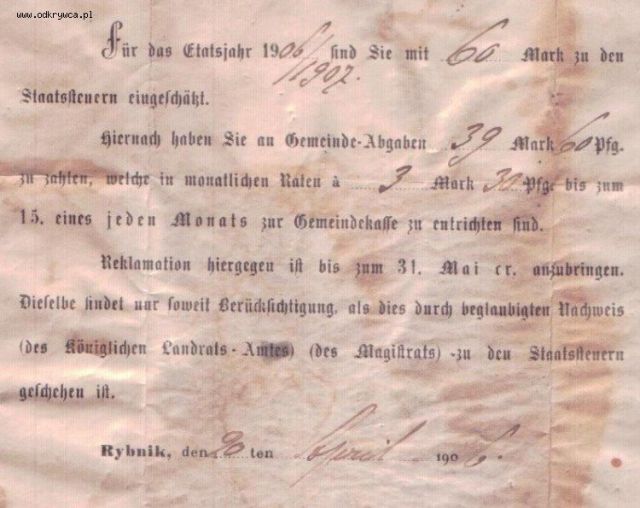 www.odkrywca.pl
Für das Etatsjahr 1906/1907. sind Sie mit 60 Mark zu den
Staatssteuern eingeschätzt.
Hiernach haben Sie an Gemeinde-Abgaben 39 Mark 60 Pfg.
zu zahlen, welche in monatlichen Raten à 3 Mark 30 Pfg. bis zum
15. eines jeden Monats zur Gemeindekasse zu entrichten sind.
Reklamation hiergegen ist bis zum 31. Mai cr. anzubringen.
Dieselbe findet nur soweit Berücksichtigung, als dies durch beglaubigten Nachweis
(des Königlichen Landrats-Amtes) (des Magistrats) -zu den Staatssteuern
geschehen ist.
Rybnik, den 20ten April 1906.